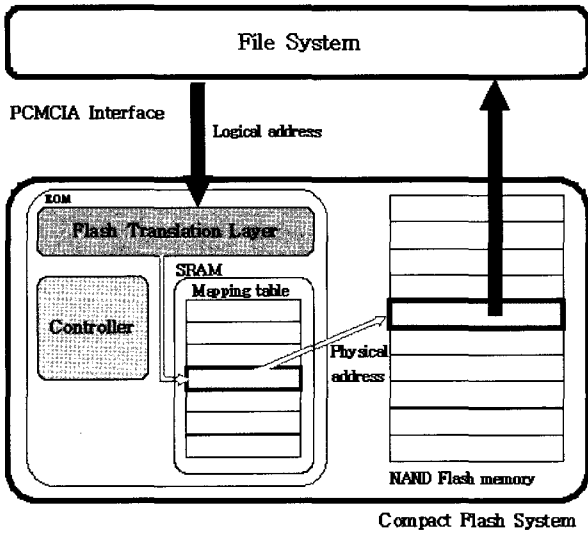 File System
PCMCIA Interface
Logical address
ROM
Flash Translation Layer
SRAM
Mapping table
Controller
Physical
address
NAND Flash memory
Compact Flash System